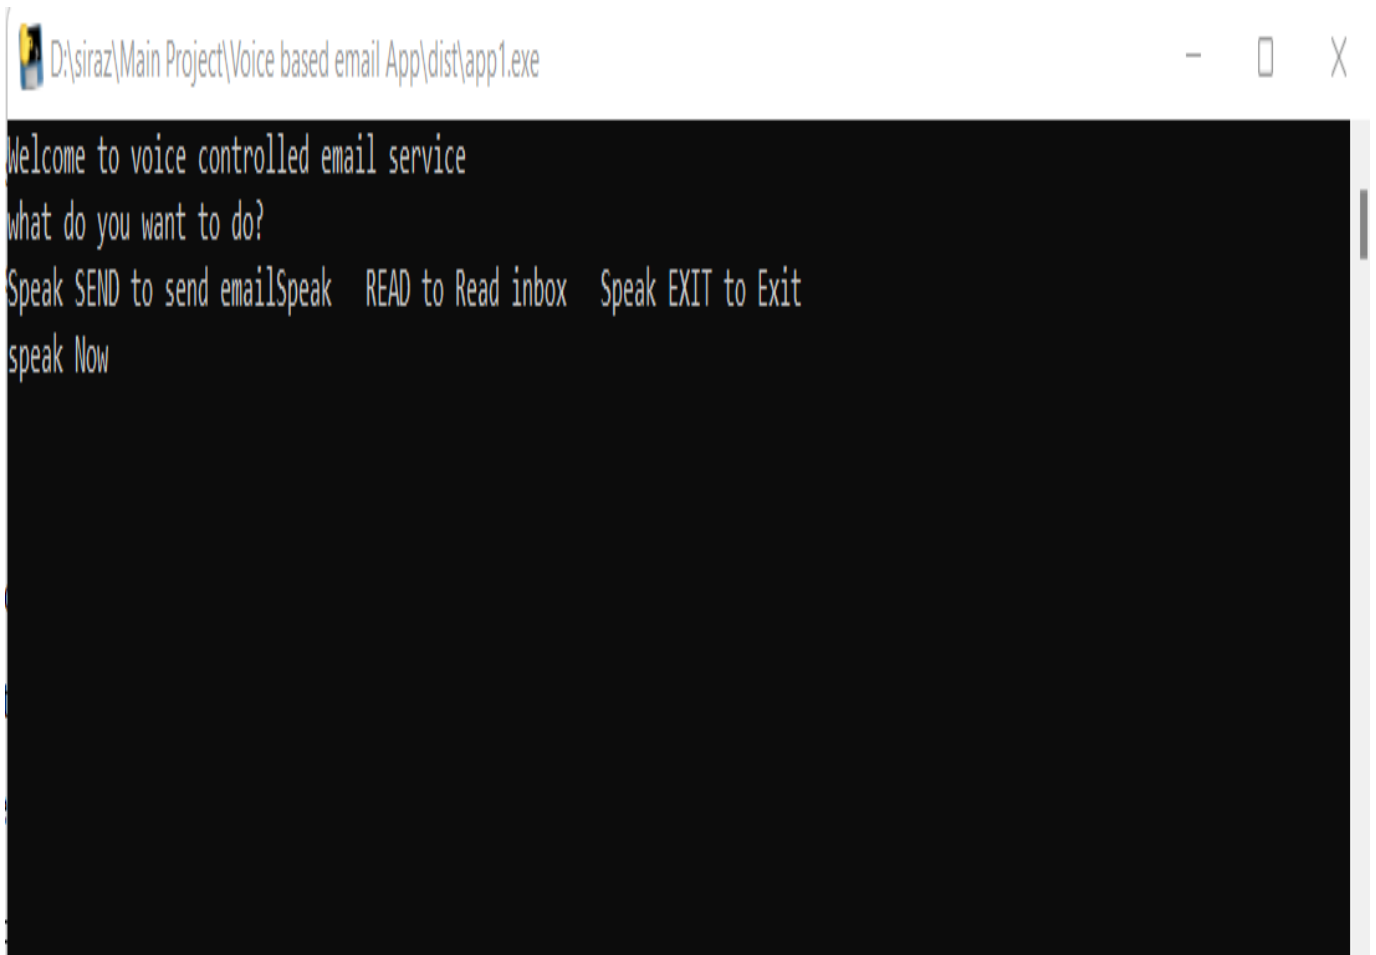 D:\siraz\Main Project\Voice based email App\dist\app1.exe
Welcome to voice controlled email service
what do you want to do?
Speak SEND to send emailSpeak   READ to Read inbox   Speak EXIT to Exit
speak Now